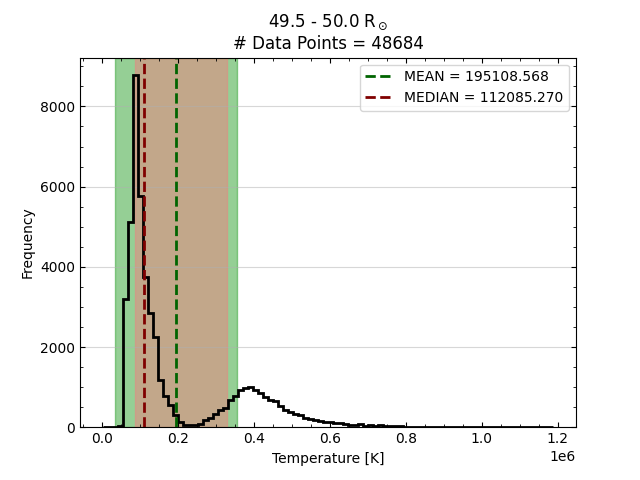 49.5 - 50.0 R⊙
# Data Points = 48684
MEAN = 195108.568
MEDIAN = 112085.270
Frequency
8000
6000
4000
2000
0
0.0 0.2 0.4 0.6 0.8 1.0 1.2
1e6
Temperature [K]